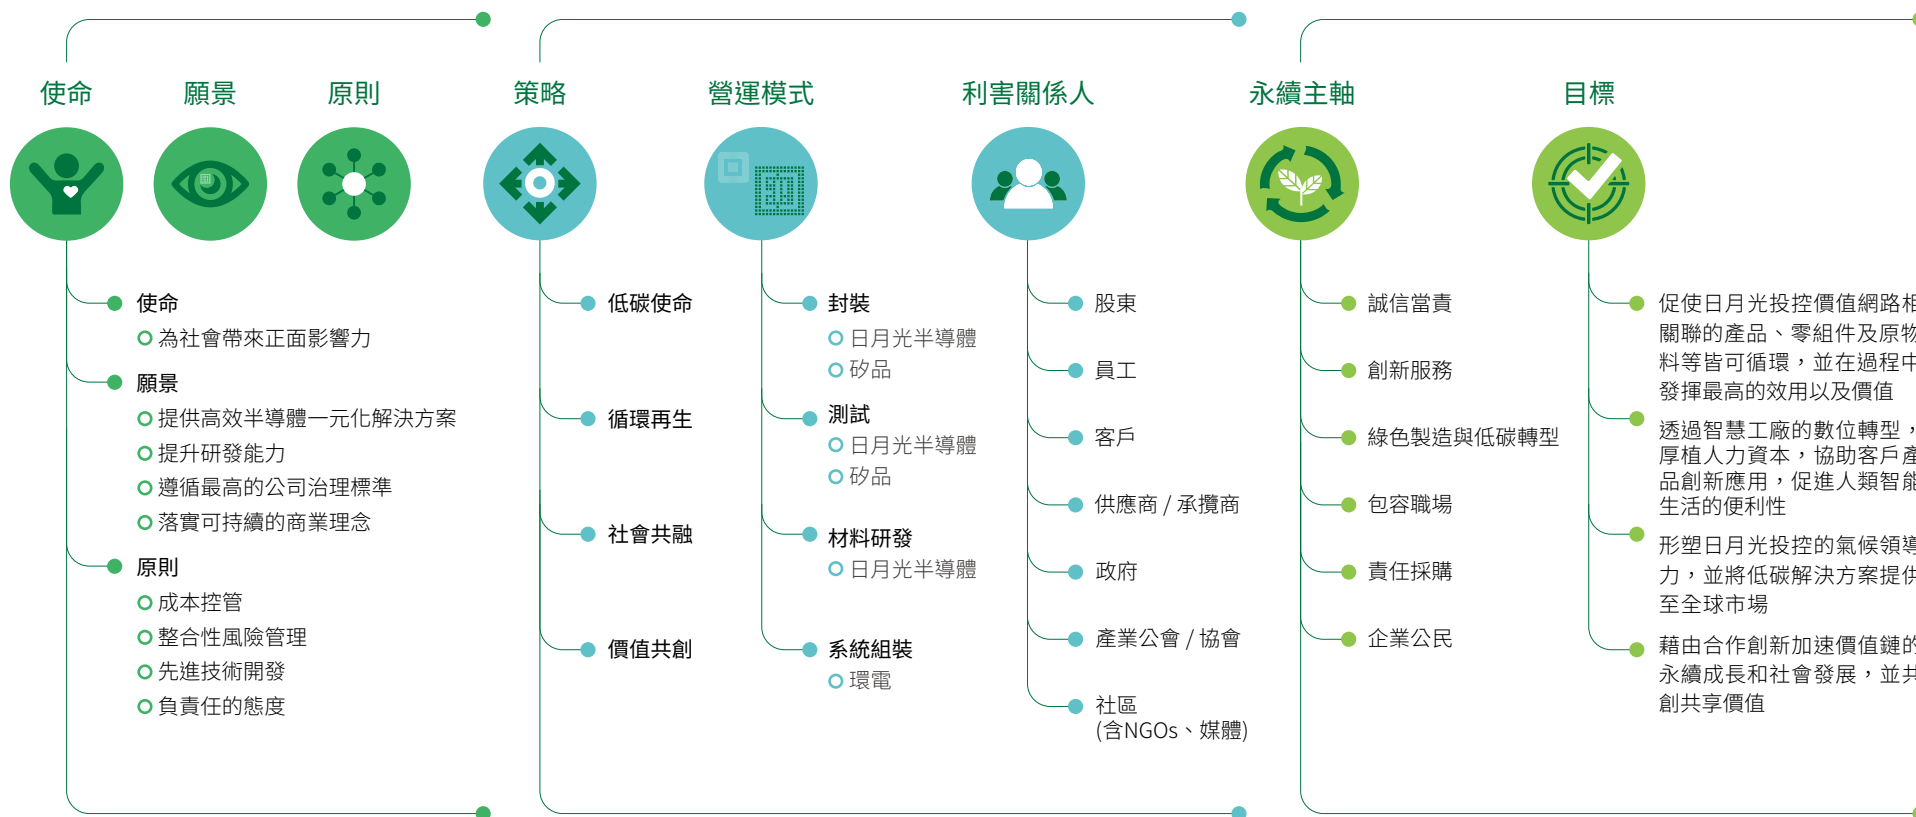 使命
願景
原則
策略
營運模式
利害關係人
永續主軸
目標
使命
為社會帶來正面影響力
願景
提供高效半導體一元化解決方案
提升研發能力
遵循最高的公司治理標準
落實可持續的商業理念
原則
成本控管
整合性風險管理
先進技術開發
負責任的態度
低碳使命
循環再生
社會共融
價值共創
封裝
日月光半導體
矽品
測試
日月光半導體
矽品
材料研發
日月光半導體
系統組裝
環電
股東
員工
客戶
供應商 / 承攬商
政府
產業公會 / 協會
社區
(含NGOs、媒體)
誠信當責
創新服務
綠色製造與低碳轉型
包容職場
責任採購
企業公民
促使日月光投控價值網路相
關聯的產品、零組件及原物
料等皆可循環，並在過程中
發揮最高的效用以及價值
透過智慧工廠的數位轉型，
厚植人力資本，協助客戶產
品創新應用，促進人類智能
生活的便利性
形塑日月光投控的氣候領導
力，並將低碳解決方案提供
至全球市場
藉由合作創新加速價值鏈的
永續成長和社會發展，並共
創共享價值